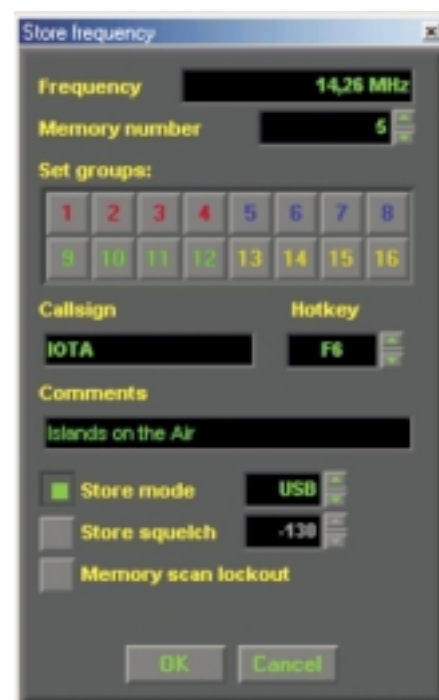 Store frequency
Frequency 14,26 MHz
Memory number 5
Set groups:
1 2 3 4 5 6 7 8
9 10 11 12 13 14 15 16
Callsign Hotkey
IOTA F6
Comments
Islands on the Air
Store mode USB
Store squelch -130
Memory scan lockout
OK Cancel